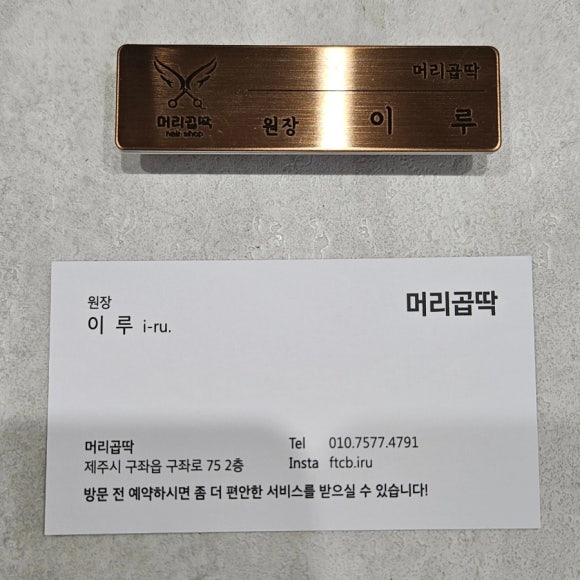 머리곱딱
머리곱딱
hair shop
원장 이 루
원장
이 루 i-ru.
머리곱딱
머리곱딱
제주시 구좌읍 구좌로 75 2층
Tel 010.7577.4791
Insta ftcb.iru
방문 전 예약하시면 좀 더 편안한 서비스를 받으실 수 있습니다!